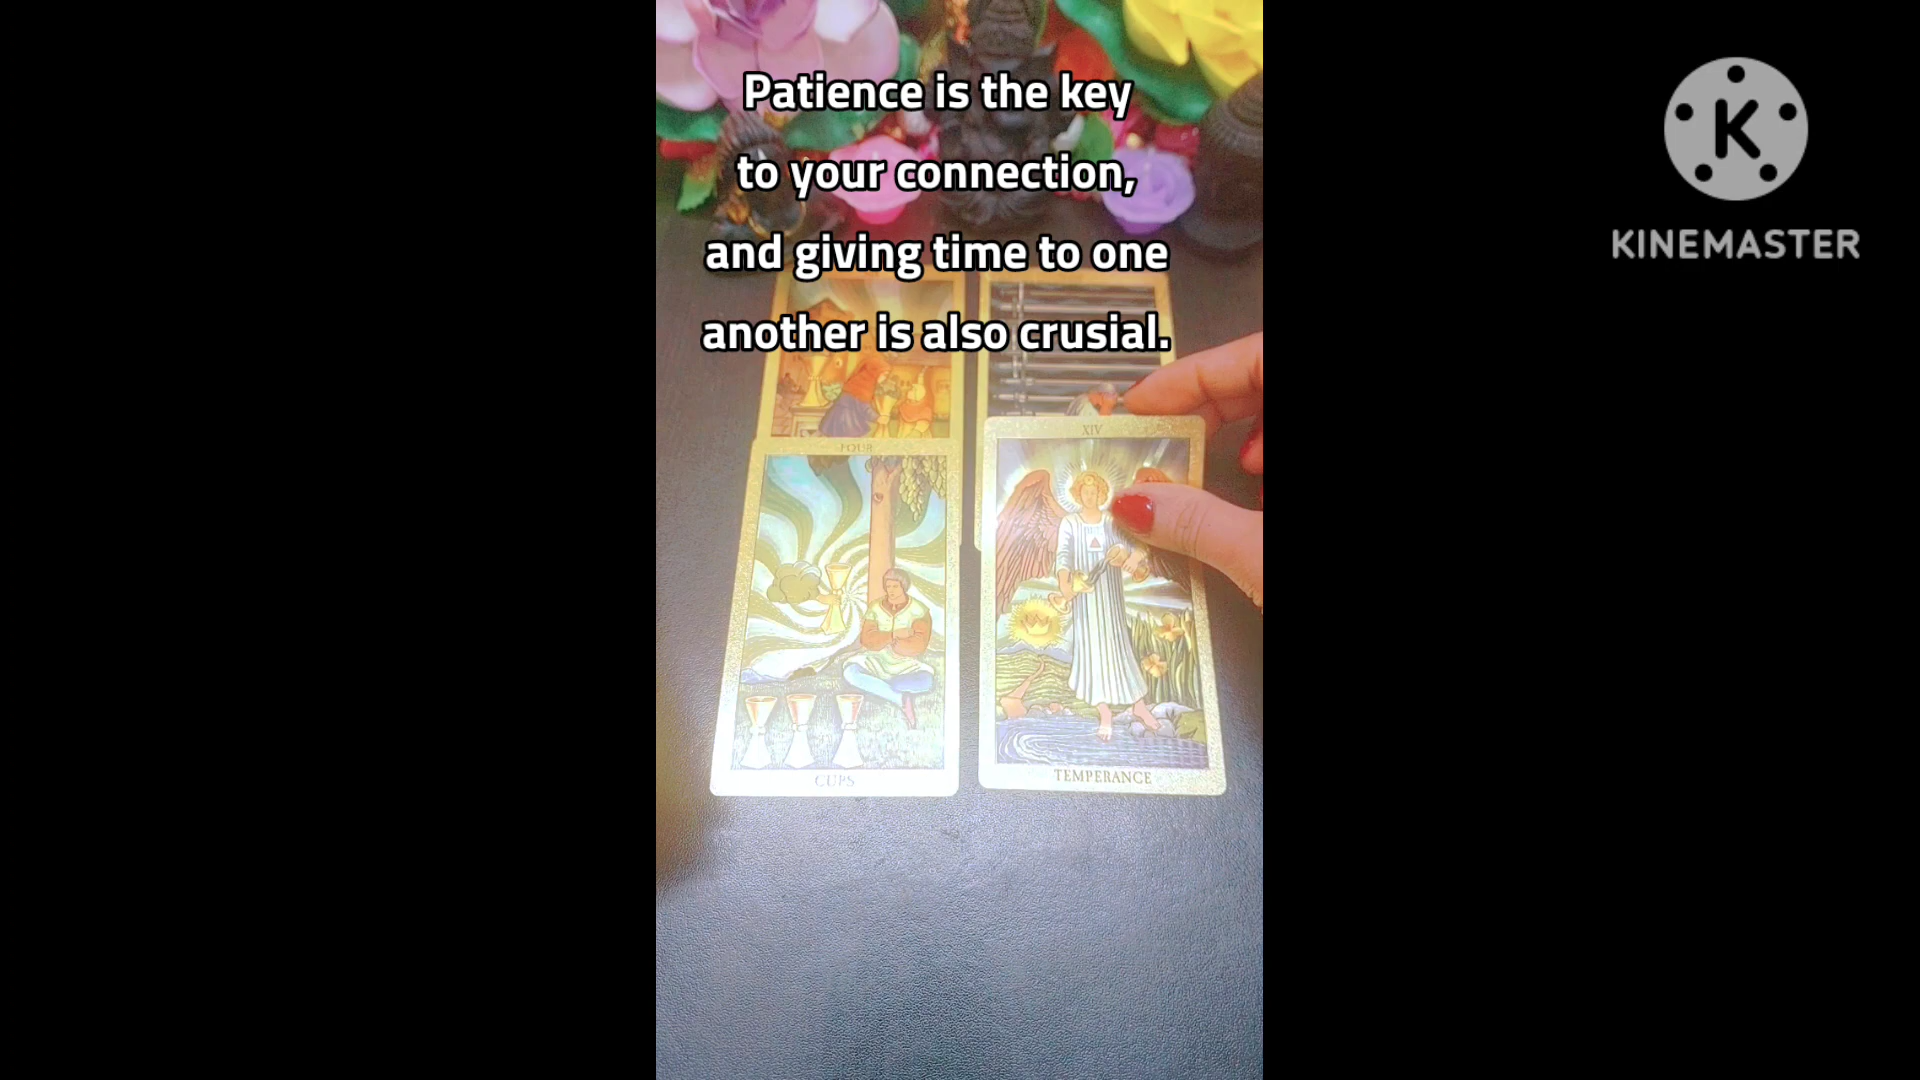 Patience is the key
to your connection,
and giving time to one
another is also crusial.
K
KINEMASTER
FOUR
XIV
CUPS
TEMPERANCE